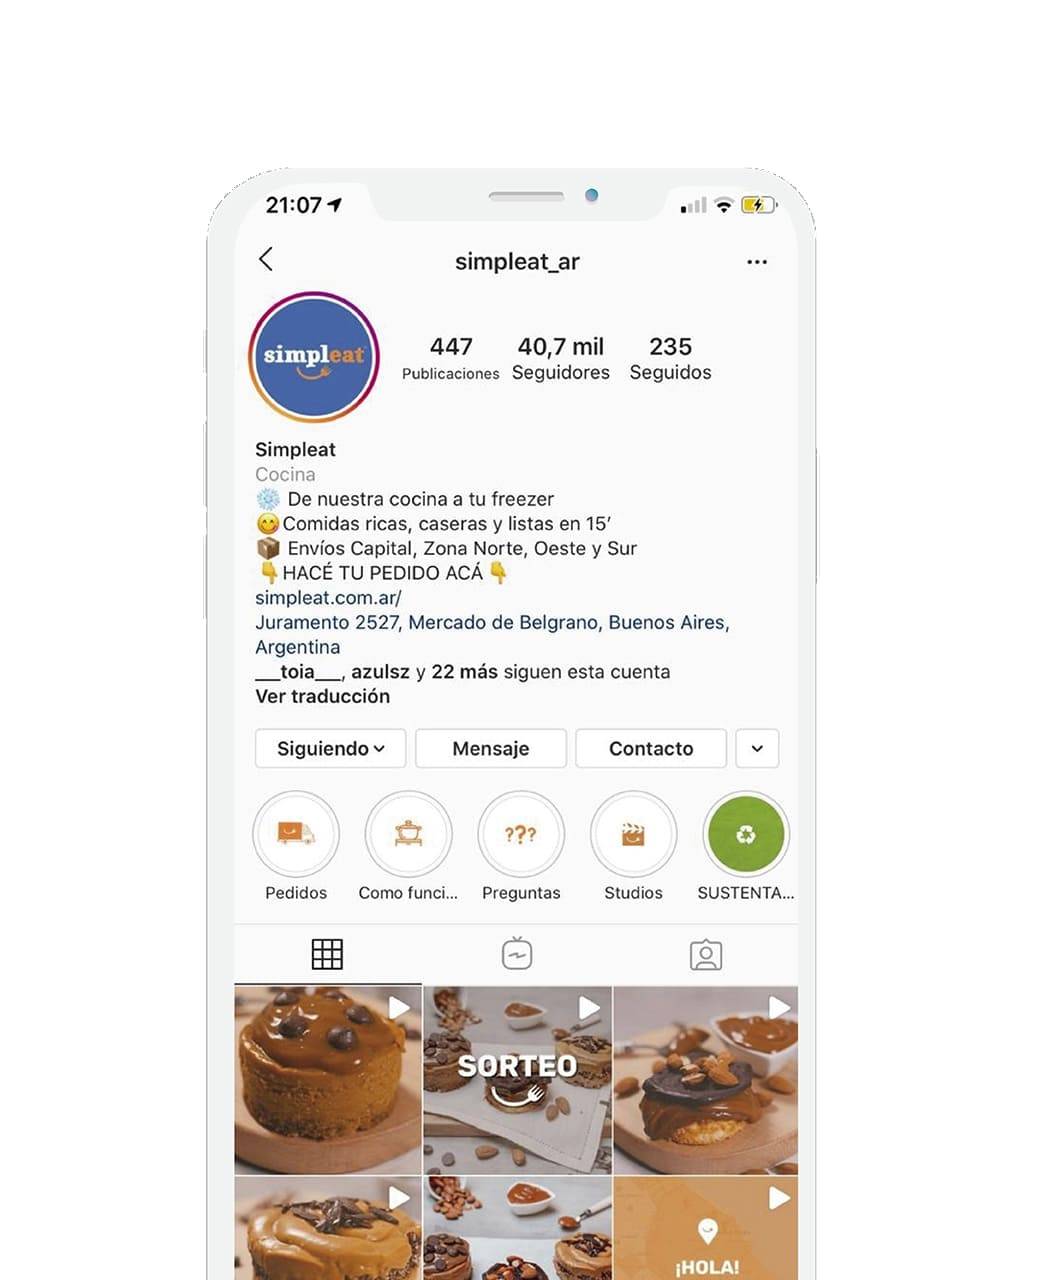 21:07
simpleat_ar
simpleat
447
40,7 mil
235
Publicaciones
Seguidores
Seguidos
Simpleat
Cocina
❄️ De nuestra cocina a tu freezer
😋Comidas ricas, caseras y listas en 15′
📦 Envíos Capital, Zona Norte, Oeste y Sur
👇HACÉ TU PEDIDO ACÁ👇
simpleat.com.ar/
Juramento 2527, Mercado de Belgrano, Buenos Aires,
Argentina
___toia___, azulsz y 22 más siguen esta cuenta
Ver traducción
Siguiendo
Mensaje
Contacto
???
Pedidos
Como funci...
Preguntas
Studios
SUSTENTA...
SORTEO
¡HOLA!